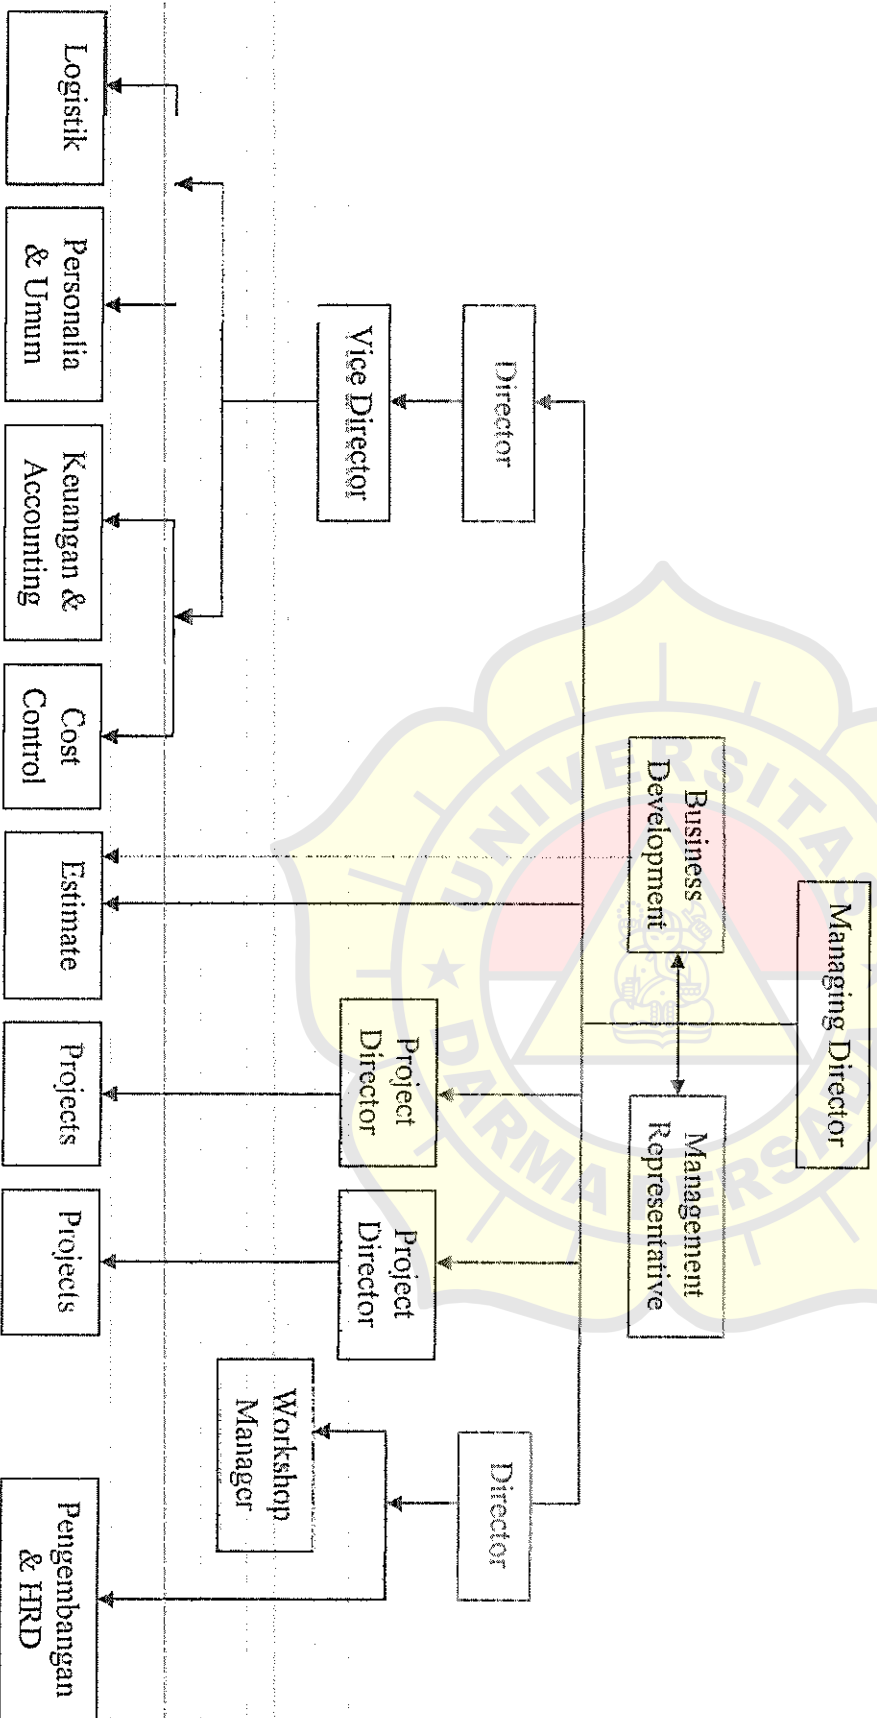 Managing Director
Business
Development
Management
Representative
Director
Director
Vice Director
Project
Director
Project
Director
Workshop
Manager
Logistik
Personalia
& Umum
Keuangan &
Accounting
Cost
Control
Estimate
Projects
Projects
Pengembangan
& HRD
UNIVERSITAS
DARMA PERSADA